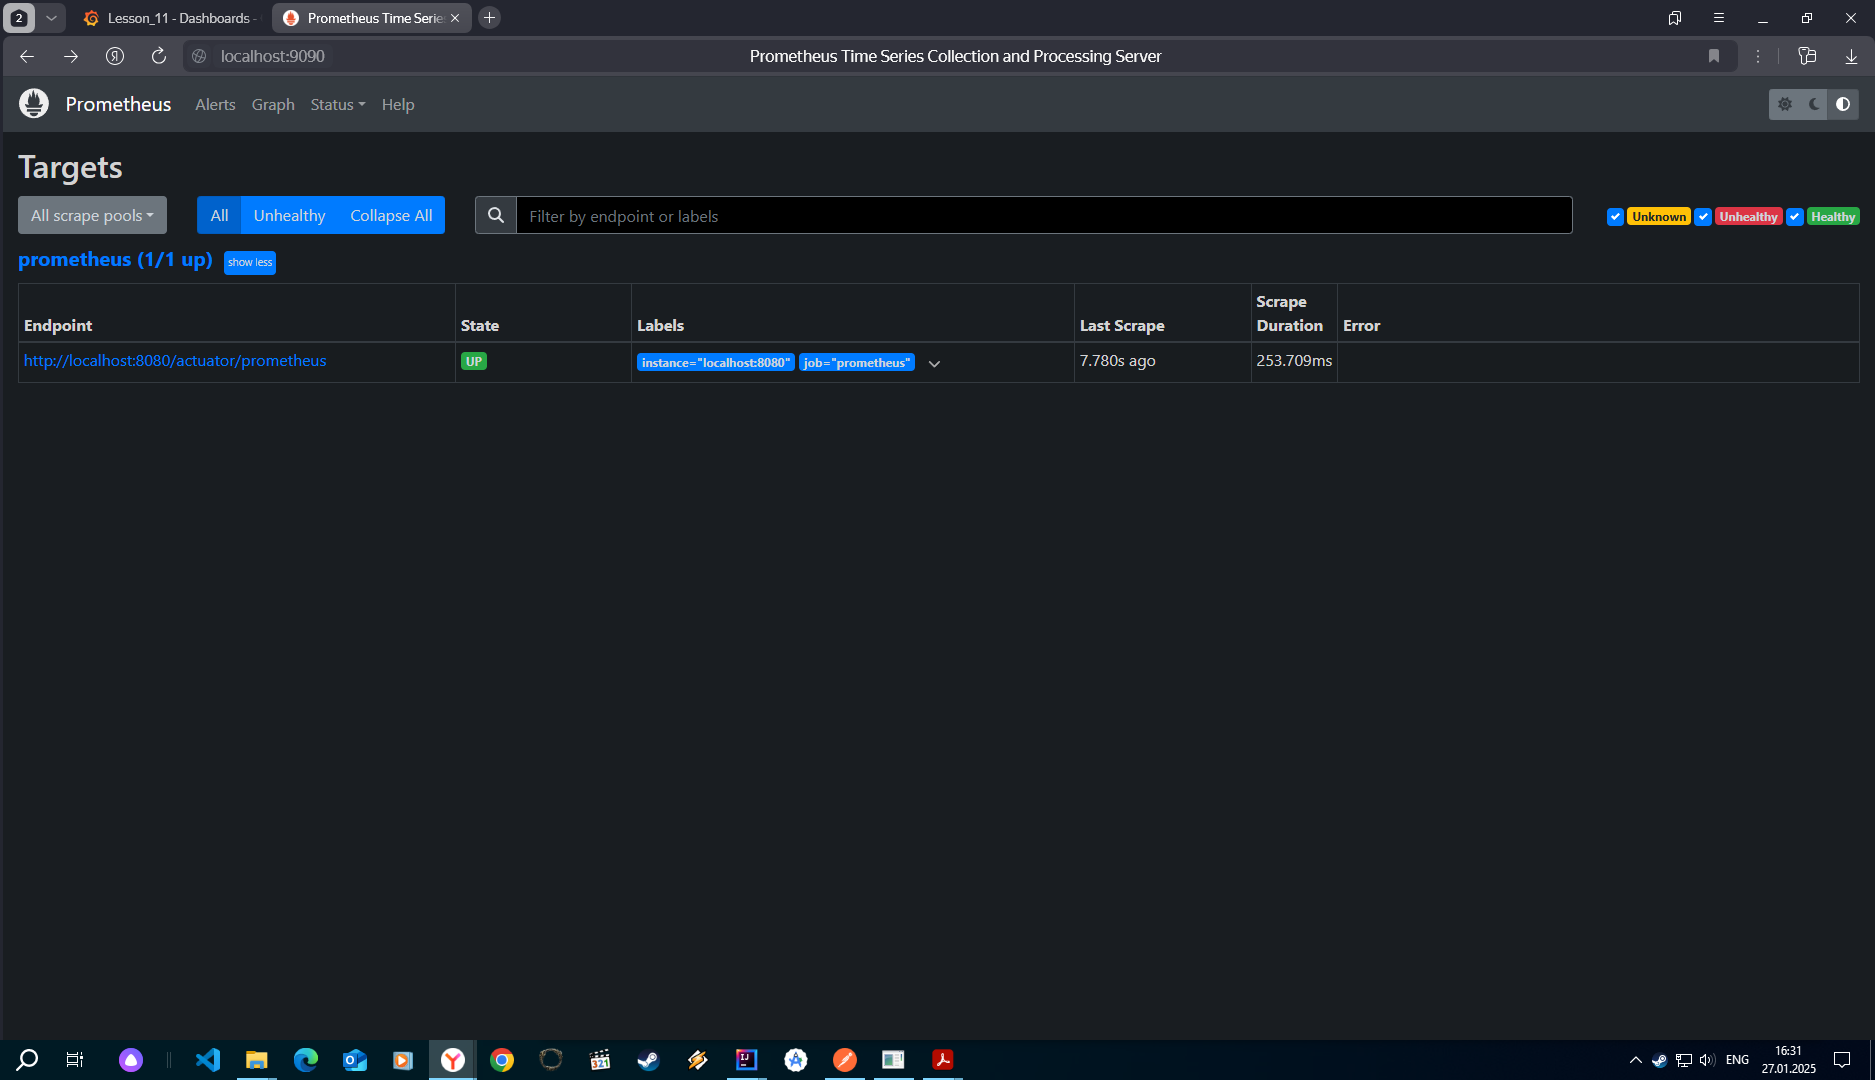 2
Lesson_11 - Dashboards -
Prometheus Time Serie
localhost:9090
Prometheus Time Series Collection and Processing Server
Prometheus Alerts Graph Status Help
Targets
All scrape pools
All Unhealthy Collapse All
Filter by endpoint or labels
Unknown Unhealthy Healthy
prometheus (1/1 up) show less
Endpoint State Labels Last Scrape Scrape Duration Error
http://localhost:8080/actuator/prometheus UP instance="localhost:8080" job="prometheus" 7.780s ago 253.709ms
ENG
16:31
27.01.2025